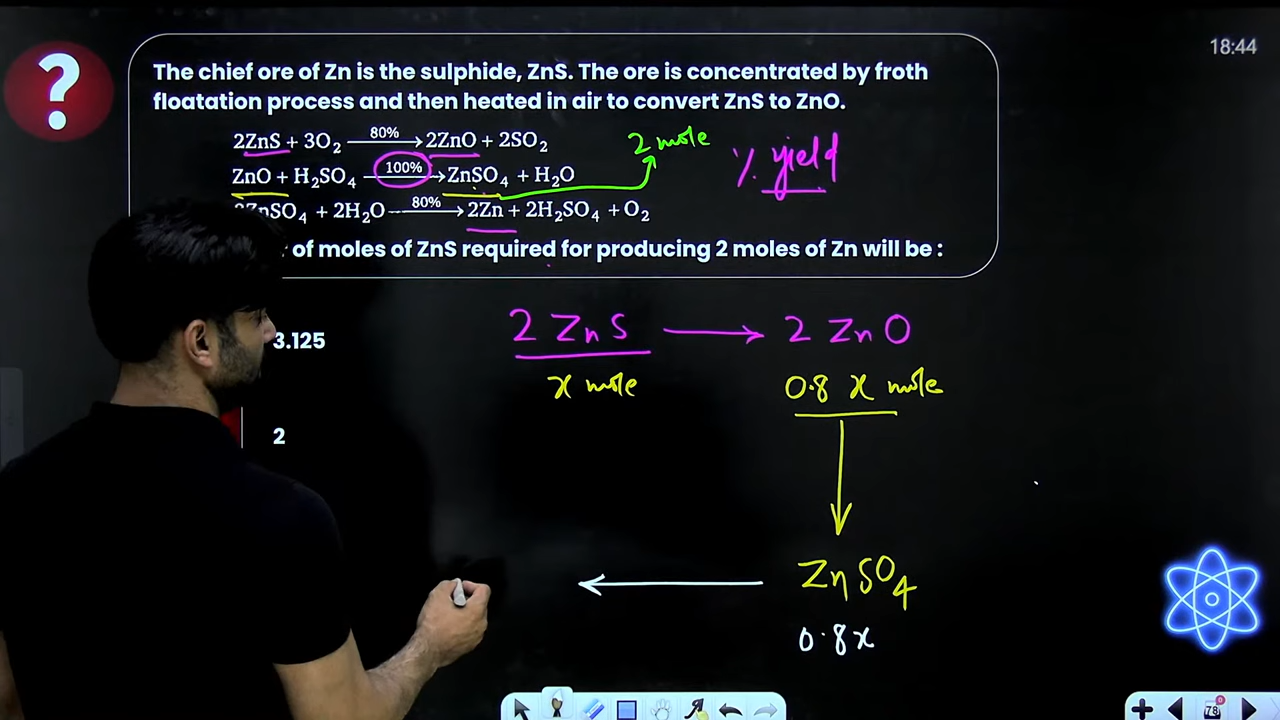 18:44
?
The chief ore of Zn is the sulphide, ZnS. The ore is concentrated by froth
floatation process and then heated in air to convert ZnS to ZnO.
2ZnS + 3O₂ —80%→ 2ZnO + 2SO₂
2 mole
% yield
ZnO + H₂SO₄ —100%→ ZnSO₄ + H₂O
2ZnSO₄ + 2H₂O —80%→ 2Zn + 2H₂SO₄ + O₂
of moles of ZnS required for producing 2 moles of Zn will be :
2 ZnS → 2 ZnO
3.125
x mole 0.8 x mole
2
ZnSO₄
0.8x
78